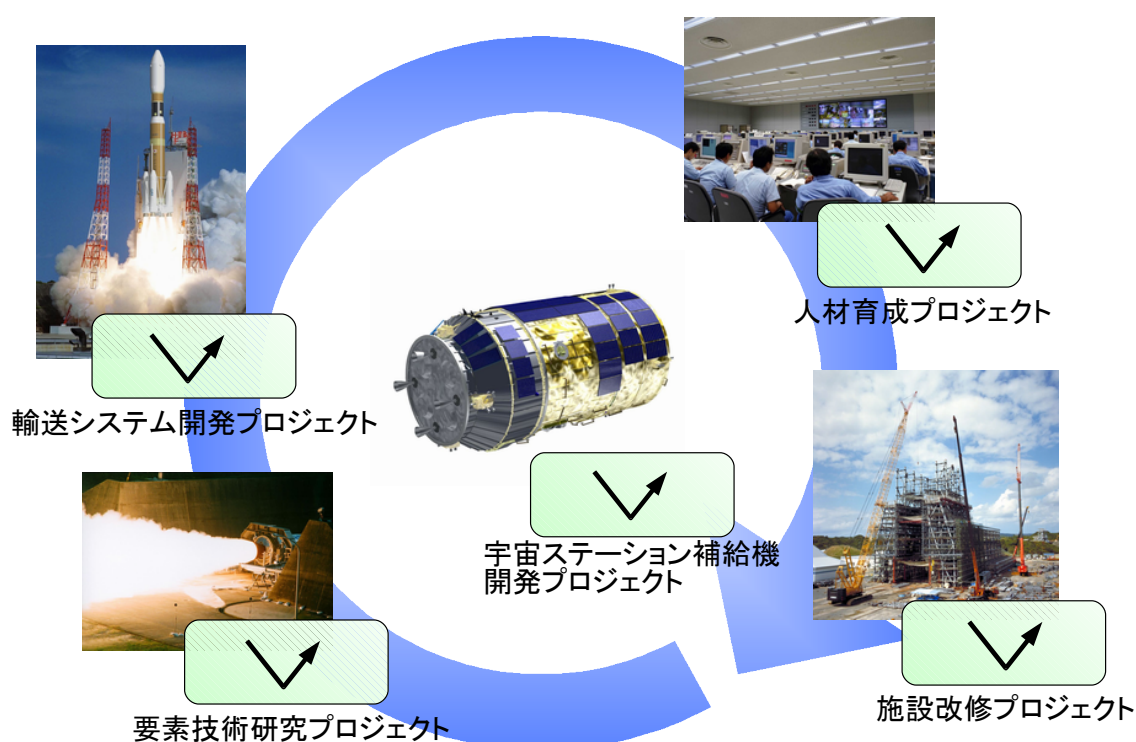 人材育成プロジェクト
輸送システム開発プロジェクト
宇宙ステーション補給機
開発プロジェクト
施設改修プロジェクト
要素技術研究プロジェクト